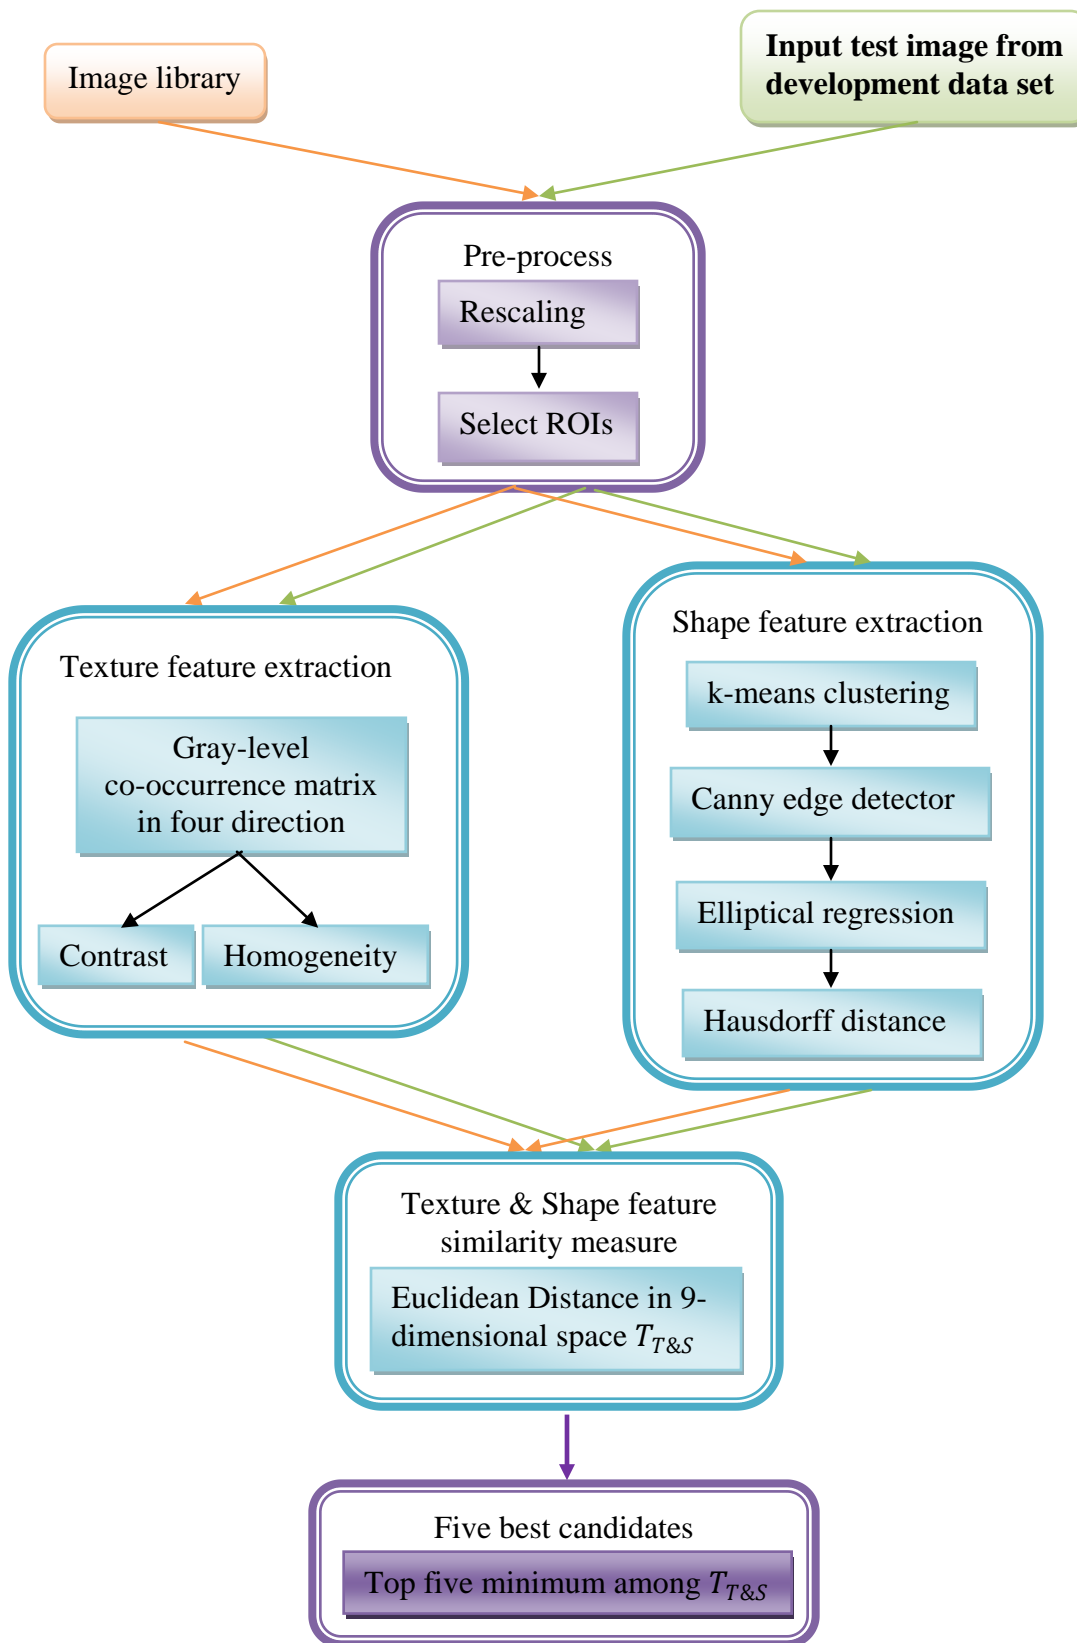 Image library
Input test image from
development data set
Pre-process
Rescaling
Select ROIs
Texture feature extraction
Gray-level
co-occurrence matrix
in four direction
Contrast
Homogeneity
Shape feature extraction
k-means clustering
Canny edge detector
Elliptical regression
Hausdorff distance
Texture & Shape feature
similarity measure
Euclidean Distance in 9-
dimensional space T_{T&S}
Five best candidates
Top five minimum among T_{T&S}